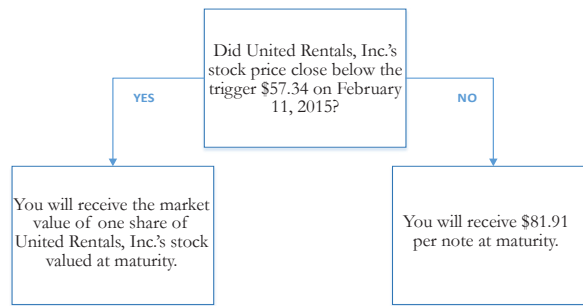 Did United Rentals, Inc.'s
stock price close below the
trigger $57.34 on February
11, 2015?
YES
NO
You will receive the market
value of one share of
United Rentals, Inc.'s stock
valued at maturity.
You will receive $81.91
per note at maturity.